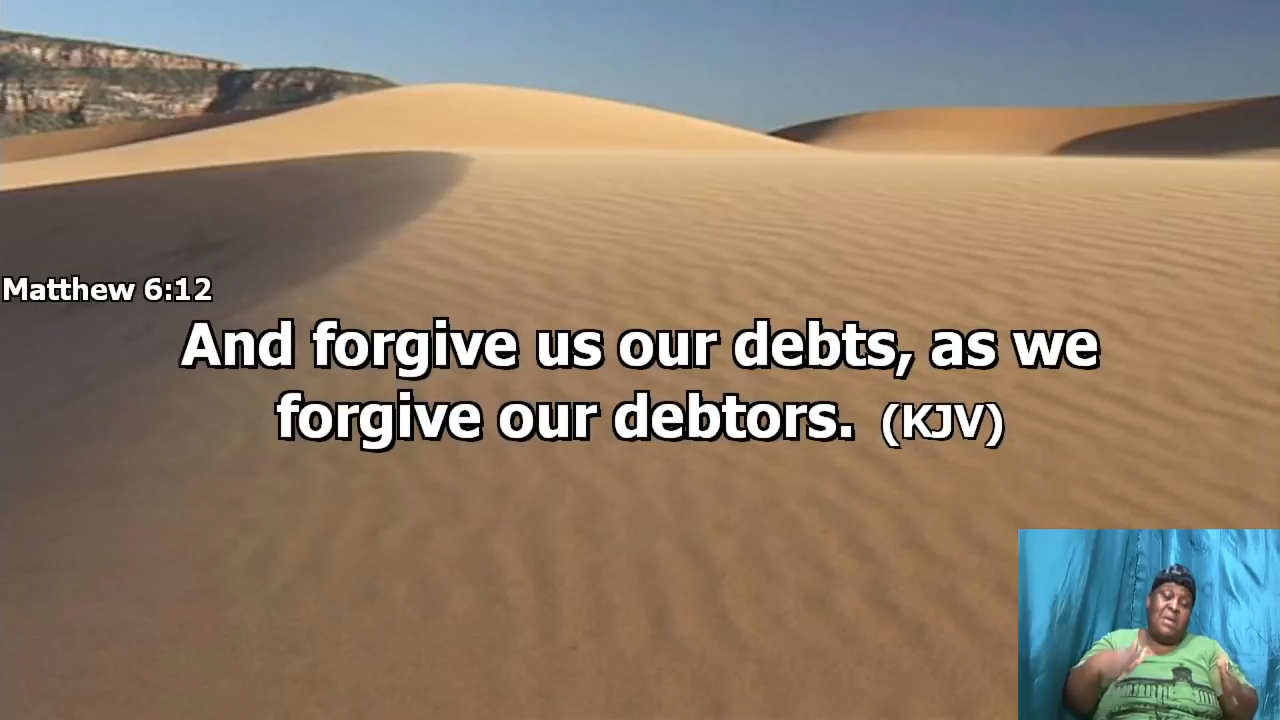 Matthew 6:12
And forgive us our debts, as we
forgive our debtors. (KJV)